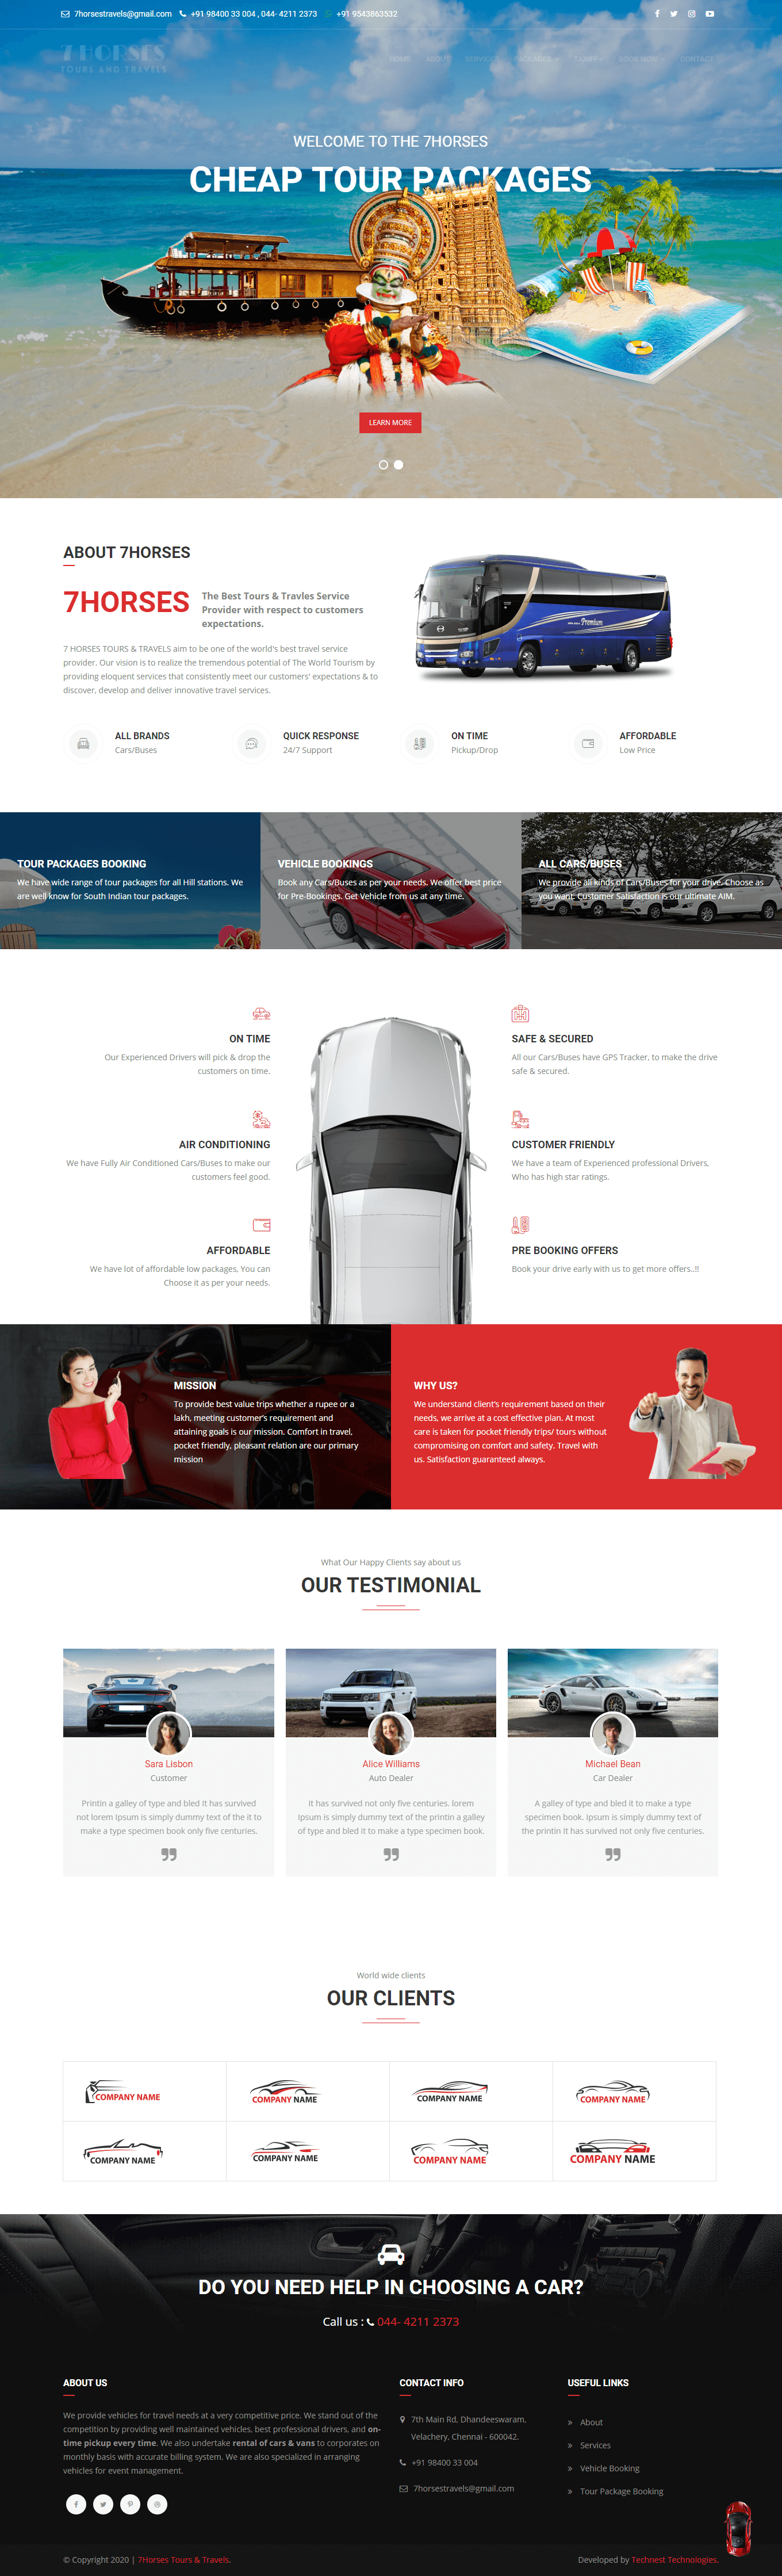 7horsestravels@gmail.com +91 98400 33 004 , 044- 4211 2373 +91 9543863532
7 HORSES
TOURS AND TRAVELS
HOME ABOUT SERVICES PACKAGES TARIFF BOOK NOW CONTACT
WELCOME TO THE 7HORSES
CHEAP TOUR PACKAGES
LEARN MORE
ABOUT 7HORSES
7HORSES
The Best Tours & Travles Service
Provider with respect to customers
expectations.
7 HORSES TOURS & TRAVELS aim to be one of the world's best travel service
provider. Our vision is to realize the tremendous potential of The World Tourism by
providing eloquent services that consistently meet our customers' expectations & to
discover, develop and deliver innovative travel services.
Premium
ALL BRANDS
Cars/Buses
QUICK RESPONSE
24/7 Support
ON TIME
Pickup/Drop
AFFORDABLE
Low Price
TOUR PACKAGES BOOKING
We have wide range of tour packages for all Hill stations. We
are well know for South Indian tour packages.
VEHICLE BOOKINGS
Book any Cars/Buses as per your needs. We offer best price
for Pre-Bookings. Get Vehicle from us at any time.
ALL CARS/BUSES
We provide all kinds of Cars/Buses for your drive. Choose as
you want. Customer Satisfaction is our ultimate AIM.
ON TIME
Our Experienced Drivers will pick & drop the
customers on time.
SAFE & SECURED
All our Cars/Buses have GPS Tracker, to make the drive
safe & secured.
AIR CONDITIONING
We have Fully Air Conditioned Cars/Buses to make our
customers feel good.
CUSTOMER FRIENDLY
We have a team of Experienced professional Drivers,
Who has high star ratings.
AFFORDABLE
We have lot of affordable low packages, You can
Choose it as per your needs.
PRE BOOKING OFFERS
Book your drive early with us to get more offers..!!
MISSION
To provide best value trips whether a rupee or a
lakh, meeting customer's requirement and
attaining goals is our mission. Comfort in travel,
pocket friendly, pleasant relation are our primary
mission
WHY US?
We understand client's requirement based on their
needs, we arrive at a cost effective plan. At most
care is taken for pocket friendly trips/ tours without
compromising on comfort and safety. Travel with
us. Satisfaction guaranteed always.
What Our Happy Clients say about us
OUR TESTIMONIAL
Sara Lisbon
Customer
Printin a galley of type and bled It has survived
not lorem Ipsum is simply dummy text of the it to
make a type specimen book only five centuries.
Alice Williams
Auto Dealer
It has survived not only five centuries. lorem
Ipsum is simply dummy text of the printin a galley
of type and bled it to make a type specimen book.
Michael Bean
Car Dealer
A galley of type and bled it to make a type
specimen book. Ipsum is simply dummy text of
the printin It has survived not only five centuries.
World wide clients
OUR CLIENTS
COMPANY NAME COMPANY NAME COMPANY NAME COMPANY NAME
COMPANY NAME COMPANY NAME COMPANY NAME COMPANY NAME
DO YOU NEED HELP IN CHOOSING A CAR?
Call us : 044- 4211 2373
ABOUT US
We provide vehicles for travel needs at a very competitive price. We stand out of the
competition by providing well maintained vehicles, best professional drivers, and on-
time pickup every time. We also undertake rental of cars & vans to corporates on
monthly basis with accurate billing system. We are also specialized in arranging
vehicles for event management.
CONTACT INFO
7th Main Rd, Dhandeeswaram,
Velachery, Chennai - 600042.
+91 98400 33 004
7horsestravels@gmail.com
USEFUL LINKS
» About
» Services
» Vehicle Booking
» Tour Package Booking
© Copyright 2020 | 7Horses Tours & Travels.
Developed by Technest Technologies.